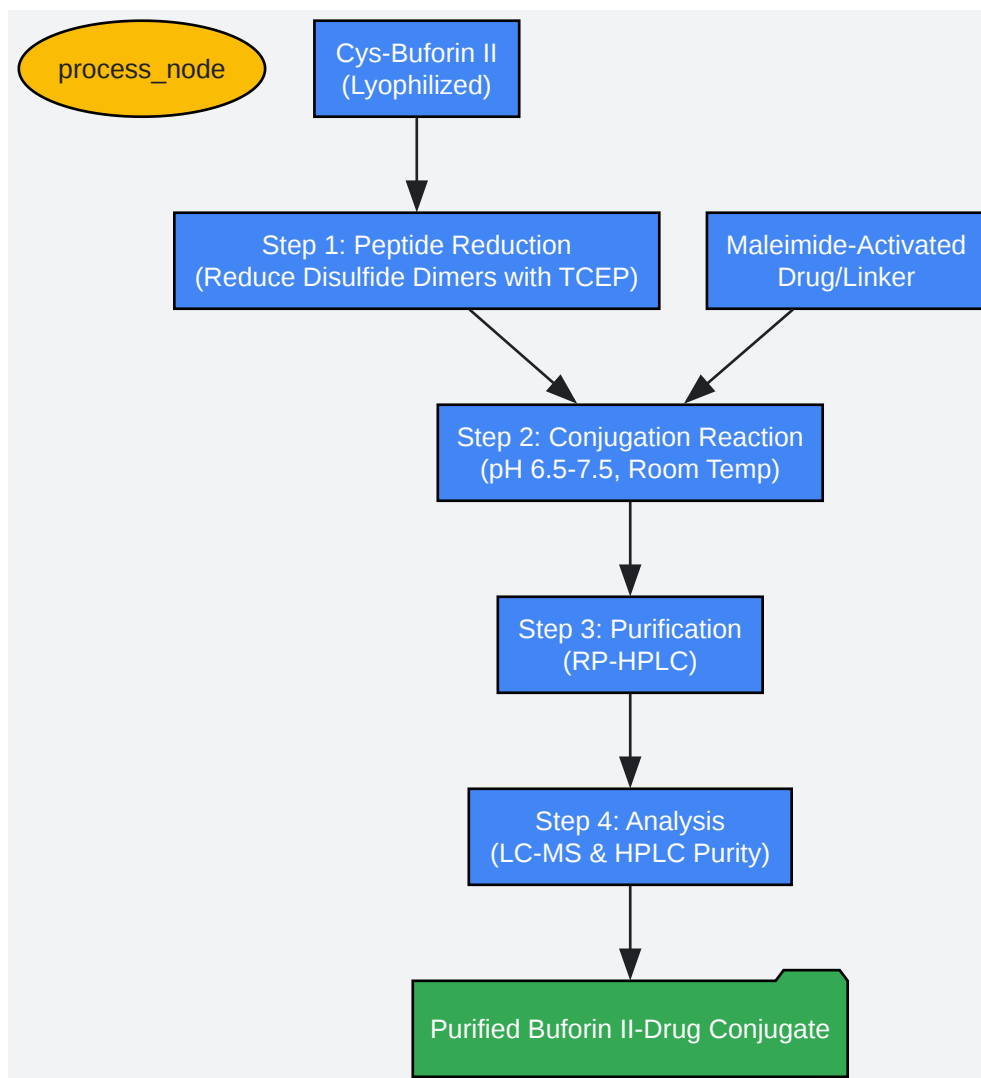 process_node
Cys-Buforin II
(Lyophilized)
Step 1: Peptide Reduction
(Reduce Disulfide Dimers with TCEP)
Maleimide-Activated
Drug/Linker
Step 2: Conjugation Reaction
(pH 6.5-7.5, Room Temp)
Step 3: Purification
(RP-HPLC)
Step 4: Analysis
(LC-MS & HPLC Purity)
Purified Buforin II-Drug Conjugate